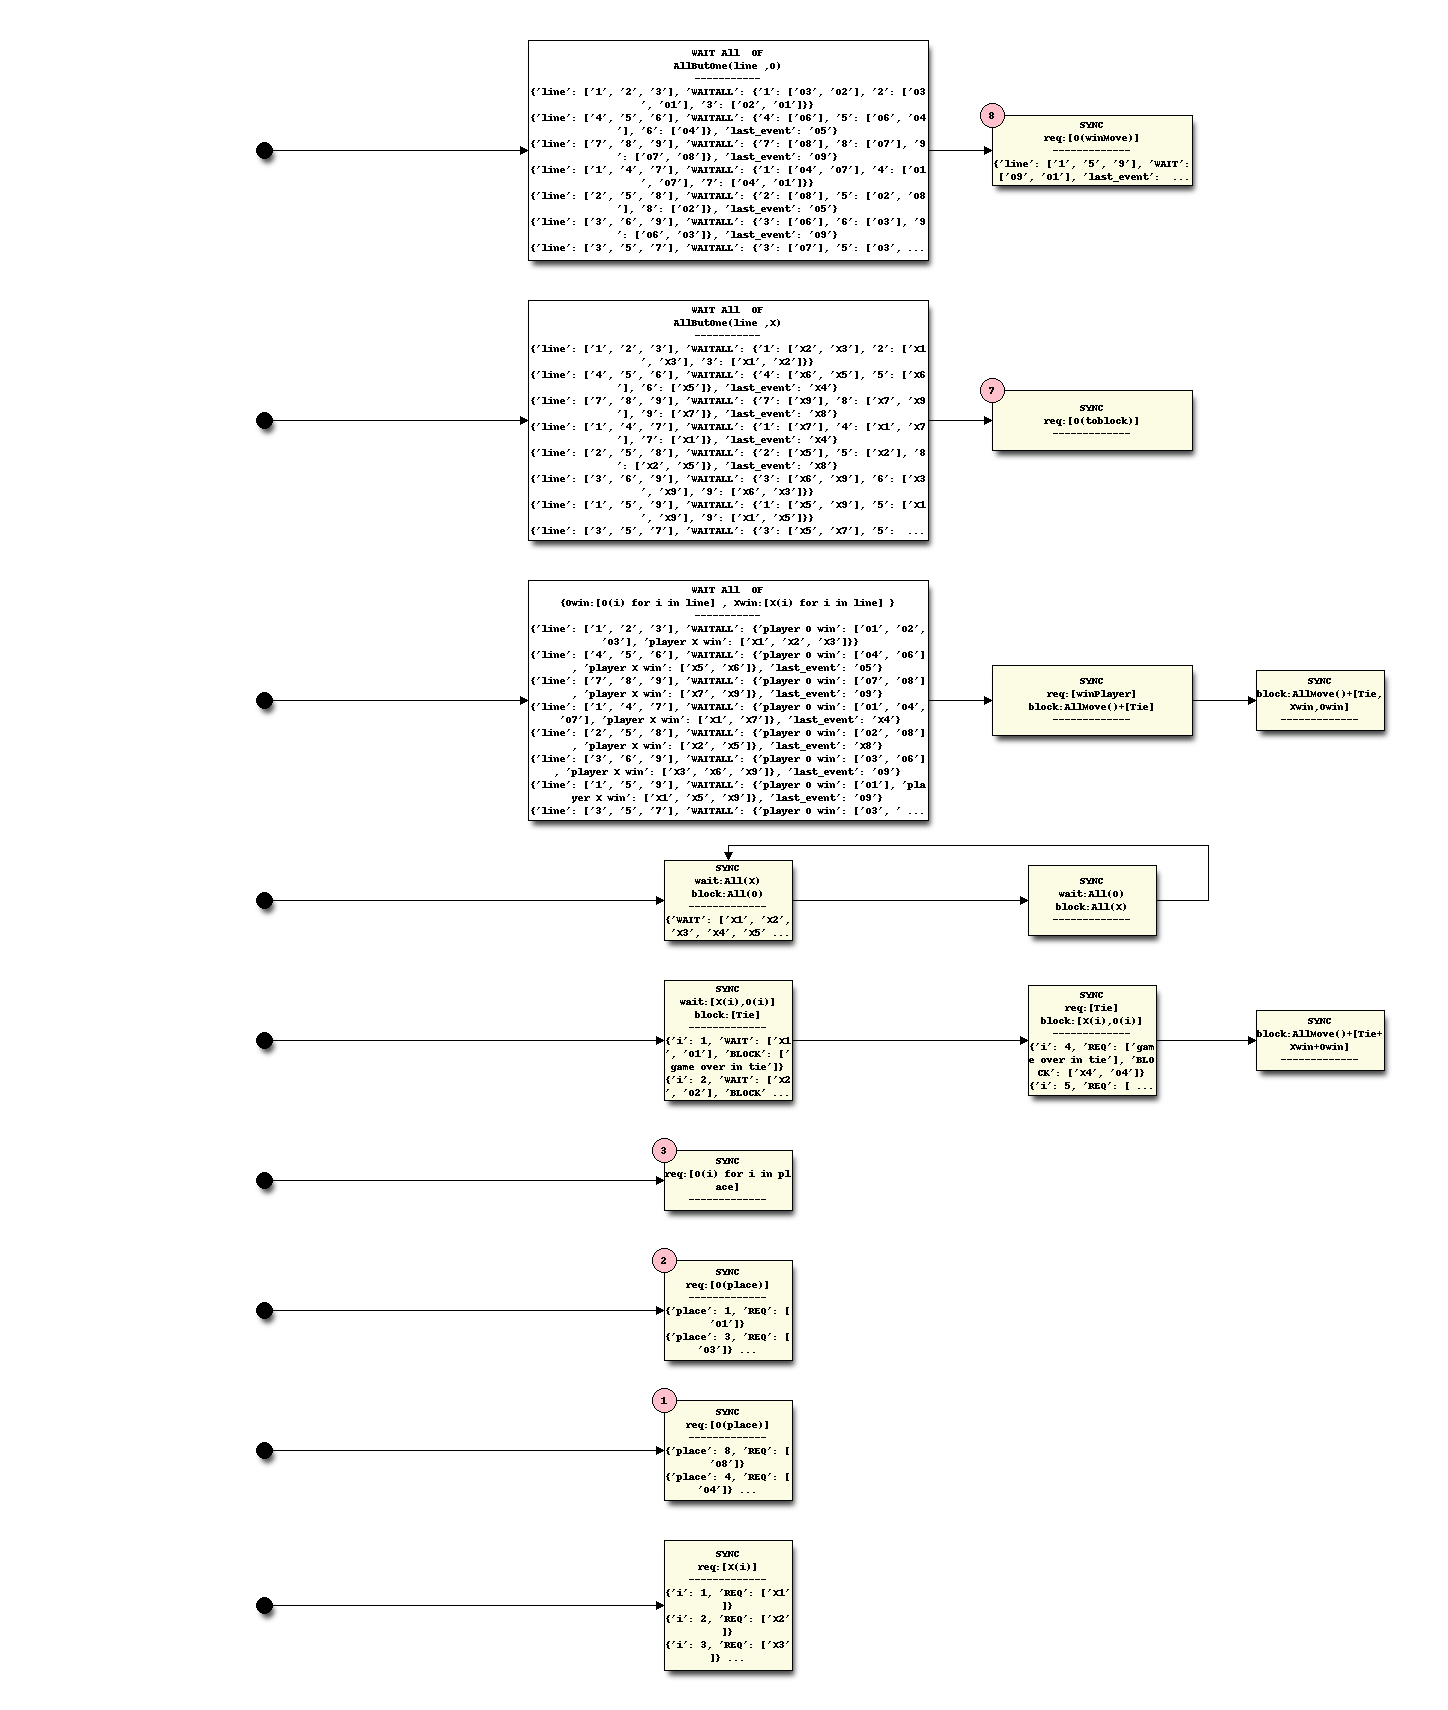 WAIT All  OF
AllButOne(line ,O)
-----------
{'line': ['1', '2', '3'], 'WAITALL': {'1': ['O3', 'O2'], '2': ['O3
', 'O1'], '3': ['O2', 'O1']}}
{'line': ['4', '5', '6'], 'WAITALL': {'4': ['O6'], '5': ['O6', 'O4
'], '6': ['O4']}, 'last_event': 'O5'}
{'line': ['7', '8', '9'], 'WAITALL': {'7': ['O8'], '8': ['O7'], '9
': ['O7', 'O8']}, 'last_event': 'O9'}
{'line': ['1', '4', '7'], 'WAITALL': {'1': ['O4', 'O7'], '4': ['O1
', 'O7'], '7': ['O4', 'O1']}}
{'line': ['2', '5', '8'], 'WAITALL': {'2': ['O8'], '5': ['O2', 'O8
'], '8': ['O2']}, 'last_event': 'O5'}
{'line': ['3', '6', '9'], 'WAITALL': {'3': ['O6'], '6': ['O3'], '9
': ['O6', 'O3']}, 'last_event': 'O9'}
{'line': ['3', '5', '7'], 'WAITALL': {'3': ['O7'], '5': ['O3', ...
8
SYNC
req:[O(winMove)]
-------------
{'line': ['1', '5', '9'], 'WAIT':
['O9', 'O1'], 'last_event':  ...
WAIT All  OF
AllButOne(line ,X)
-----------
{'line': ['1', '2', '3'], 'WAITALL': {'1': ['X2', 'X3'], '2': ['X1
', 'X3'], '3': ['X1', 'X2']}}
{'line': ['4', '5', '6'], 'WAITALL': {'4': ['X6', 'X5'], '5': ['X6
'], '6': ['X5']}, 'last_event': 'X4'}
{'line': ['7', '8', '9'], 'WAITALL': {'7': ['X9'], '8': ['X7', 'X9
'], '9': ['X7']}, 'last_event': 'X8'}
{'line': ['1', '4', '7'], 'WAITALL': {'1': ['X7'], '4': ['X1', 'X7
'], '7': ['X1']}, 'last_event': 'X4'}
{'line': ['2', '5', '8'], 'WAITALL': {'2': ['X5'], '5': ['X2'], '8
': ['X2', 'X5']}, 'last_event': 'X8'}
{'line': ['3', '6', '9'], 'WAITALL': {'3': ['X6', 'X9'], '6': ['X3
', 'X9'], '9': ['X6', 'X3']}}
{'line': ['1', '5', '9'], 'WAITALL': {'1': ['X5', 'X9'], '5': ['X1
', 'X9'], '9': ['X1', 'X5']}}
{'line': ['3', '5', '7'], 'WAITALL': {'3': ['X5', 'X7'], '5':  ...
7
SYNC
req:[O(toblock)]
-------------
WAIT All  OF
{Owin:[O(i) for i in line] , Xwin:[X(i) for i in line] }
-----------
{'line': ['1', '2', '3'], 'WAITALL': {'player O win': ['O1', 'O2',
'O3'], 'player X win': ['X1', 'X2', 'X3']}}
{'line': ['4', '5', '6'], 'WAITALL': {'player O win': ['O4', 'O6']
, 'player X win': ['X5', 'X6']}, 'last_event': 'O5'}
{'line': ['7', '8', '9'], 'WAITALL': {'player O win': ['O7', 'O8']
, 'player X win': ['X7', 'X9']}, 'last_event': 'O9'}
{'line': ['1', '4', '7'], 'WAITALL': {'player O win': ['O1', 'O4',
'O7'], 'player X win': ['X1', 'X7']}, 'last_event': 'X4'}
{'line': ['2', '5', '8'], 'WAITALL': {'player O win': ['O2', 'O8']
, 'player X win': ['X2', 'X5']}, 'last_event': 'X8'}
{'line': ['3', '6', '9'], 'WAITALL': {'player O win': ['O3', 'O6']
, 'player X win': ['X3', 'X6', 'X9']}, 'last_event': 'O9'}
{'line': ['1', '5', '9'], 'WAITALL': {'player O win': ['O1'], 'pla
yer X win': ['X1', 'X5', 'X9']}, 'last_event': 'O9'}
{'line': ['3', '5', '7'], 'WAITALL': {'player O win': ['O3', ' ...
SYNC
req:[winPlayer]
block:AllMove()+[Tie]
-------------
SYNC
block:AllMove()+[Tie,
Xwin,Owin]
-------------
SYNC
wait:All(X)
block:All(O)
-------------
{'WAIT': ['X1', 'X2',
'X3', 'X4', 'X5' ...
SYNC
wait:All(O)
block:All(X)
-------------
SYNC
wait:[X(i),O(i)]
block:[Tie]
-------------
{'i': 1, 'WAIT': ['X1
', 'O1'], 'BLOCK': ['
game over in tie']}
{'i': 2, 'WAIT': ['X2
', 'O2'], 'BLOCK' ...
SYNC
req:[Tie]
block:[X(i),O(i)]
-------------
{'i': 4, 'REQ': ['gam
e over in tie'], 'BLO
CK': ['X4', 'O4']}
{'i': 5, 'REQ': [ ...
SYNC
block:AllMove()+[Tie+
Xwin+Owin]
-------------
3
SYNC
req:[O(i) for i in pl
ace]
-------------
2
SYNC
req:[O(place)]
-------------
{'place': 1, 'REQ': [
'O1']}
{'place': 3, 'REQ': [
'O3']} ...
1
SYNC
req:[O(place)]
-------------
{'place': 8, 'REQ': [
'O8']}
{'place': 4, 'REQ': [
'O4']} ...
SYNC
req:[X(i)]
-------------
{'i': 1, 'REQ': ['X1'
]}
{'i': 2, 'REQ': ['X2'
]}
{'i': 3, 'REQ': ['X3'
]} ...